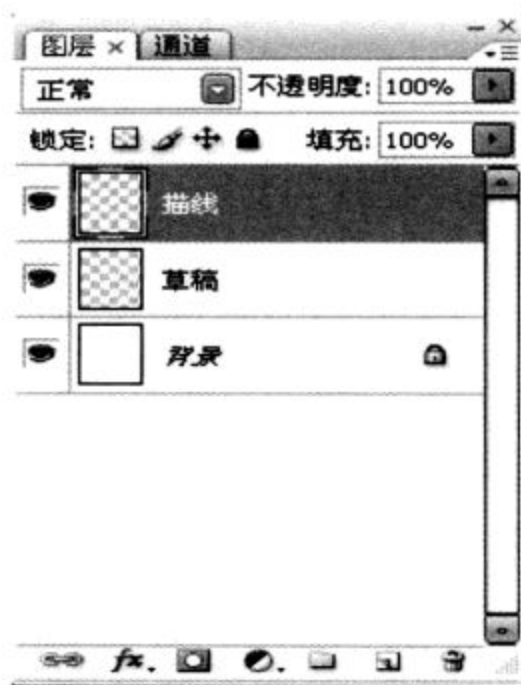 图层 × 通道
正常 不透明度: 100%
锁定: 填充: 100%
描线
草稿
背景
fx.